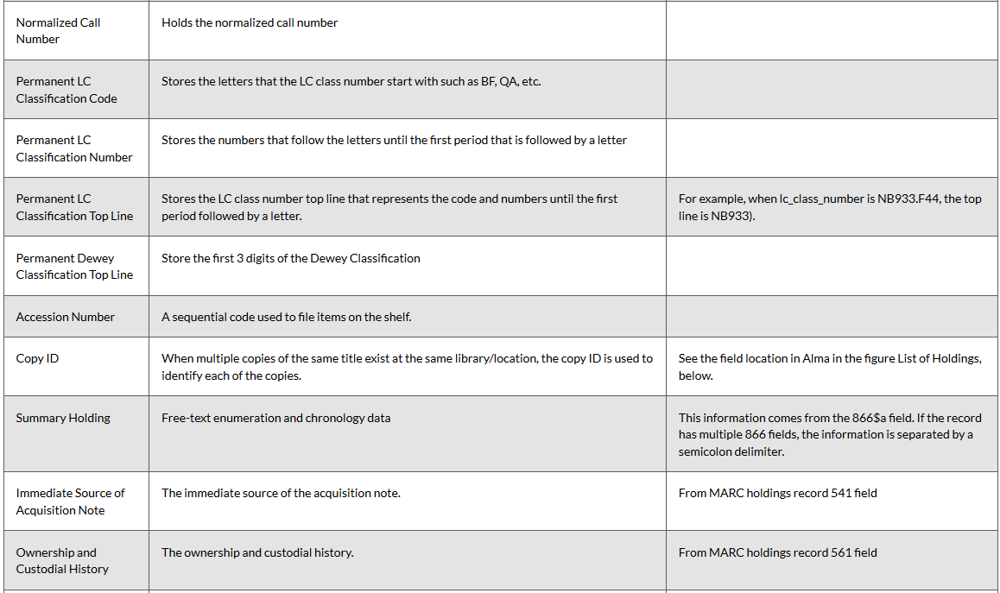 Normalized Call
Number
Holds the normalized call number
Permanent LC
Classification Code
Stores the letters that the LC class number start with such as BF, QA, etc.
Permanent LC
Classification Number
Stores the numbers that follow the letters until the first period that is followed by a letter
Permanent LC
Classification Top Line
Stores the LC class number top line that represents the code and numbers until the first
period followed by a letter.
For example, when lc_class_number is NB933.F44, the top
line is NB933).
Permanent Dewey
Classification Top Line
Store the first 3 digits of the Dewey Classification
Accession Number
A sequential code used to file items on the shelf.
Copy ID
When multiple copies of the same title exist at the same library/location, the copy ID is used to
identify each of the copies.
See the field location in Alma in the figure List of Holdings,
below.
Summary Holding
Free-text enumeration and chronology data
This information comes from the 866$a field. If the record
has multiple 866 fields, the information is separated by a
semicolon delimiter.
Immediate Source of
Acquisition Note
The immediate source of the acquisition note.
From MARC holdings record 541 field
Ownership and
Custodial History
The ownership and custodial history.
From MARC holdings record 561 field